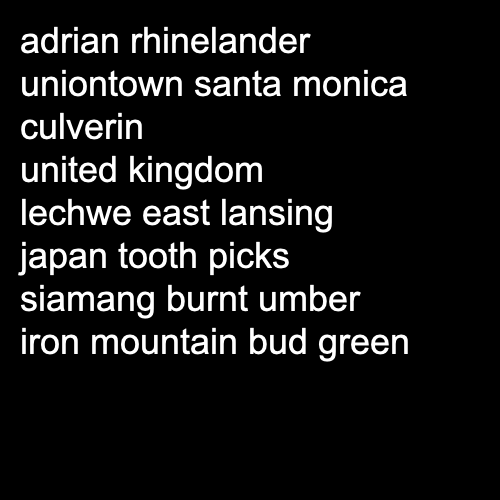 adrian rhinelander
uniontown santa monica
culverin
united kingdom
lechwe east lansing
japan tooth picks
siamang burnt umber
iron mountain bud green